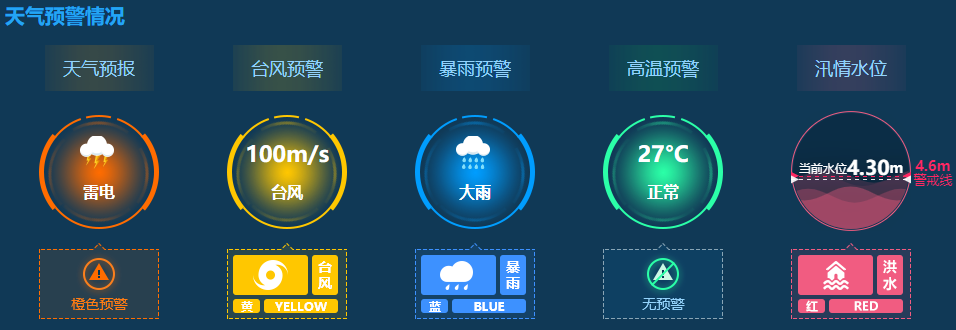 天气预警情况
天气预报
台风预警
暴雨预警
高温预警
汛情水位
雷电
100m/s
台风
大雨
27°C
正常
当前水位4.30m
4.6m
警戒线
橙色预警
台风
黄 YELLOW
暴雨
蓝 BLUE
无预警
洪水
红 RED